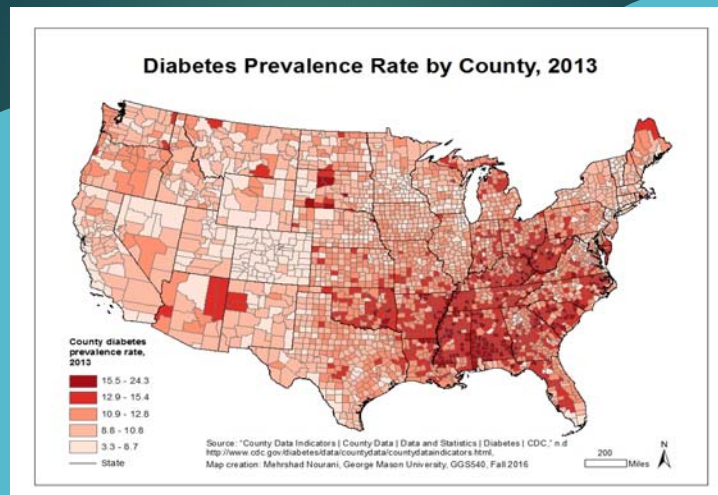 Diabetes Prevalence Rate by County, 2013
County diabetes
prevalence rate,
2013
15.5 - 24.3
12.9 - 15.4
10.9 - 12.8
8.8 - 10.8
3.3 - 8.7
State
Source: "County Data Indicators | County Data | Data and Statistics | Diabetes | CDC," n.d
http://www.cdc.gov/diabetes/data/countydata/countydataindicators.html,
Map creation: Mehrshad Nourani, George Mason University, GGS540, Fall 2016
200
Miles
N